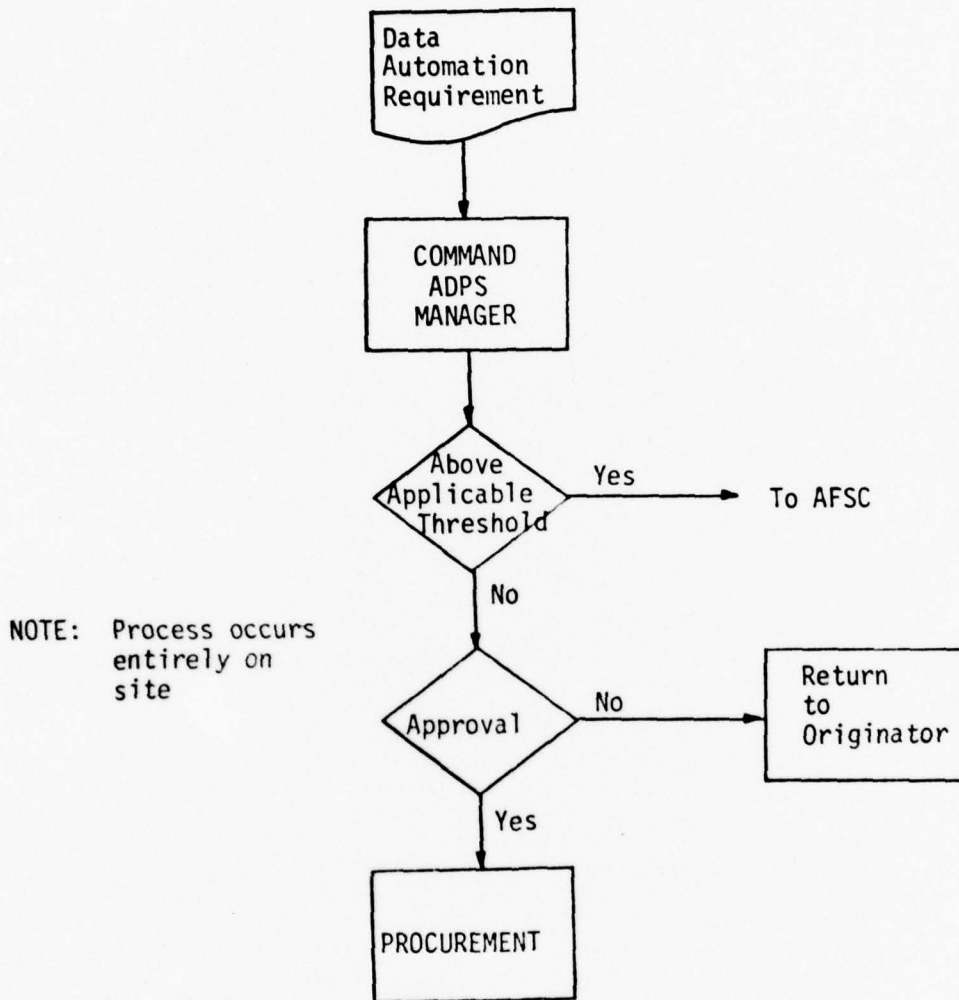 Data
Automation
Requirement
COMMAND
ADPS
MANAGER
Above
Applicable
Threshold
Yes
To AFSC
No
NOTE: Process occurs
entirely on
site
Approval
No
Return
to
Originator
Yes
PROCUREMENT